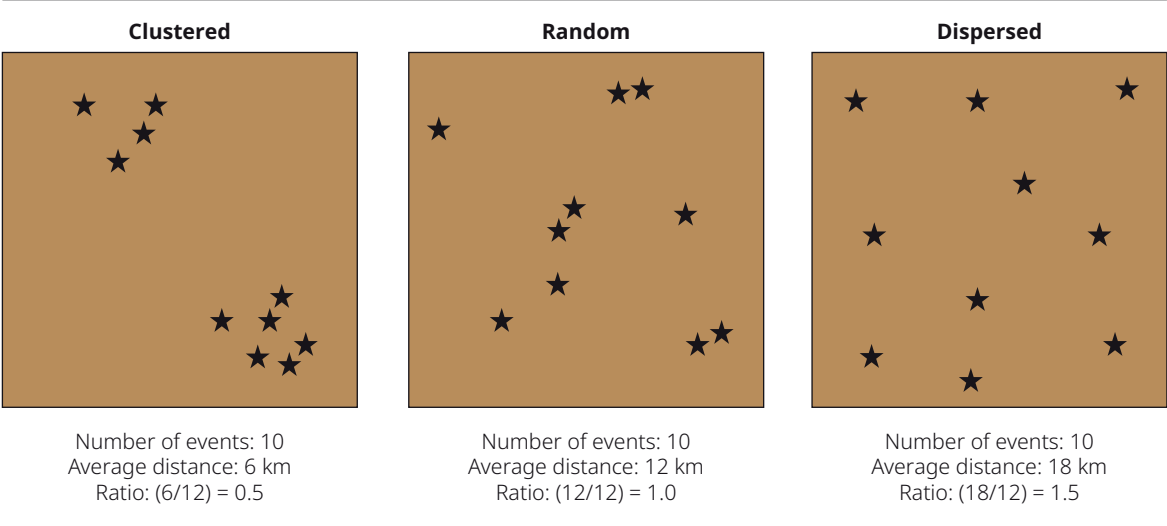 Clustered
Number of events: 10
Average distance: 6 km
Ratio: (6/12) = 0.5
Random
Number of events: 10
Average distance: 12 km
Ratio: (12/12) = 1.0
Dispersed
Number of events: 10
Average distance: 18 km
Ratio: (18/12) = 1.5